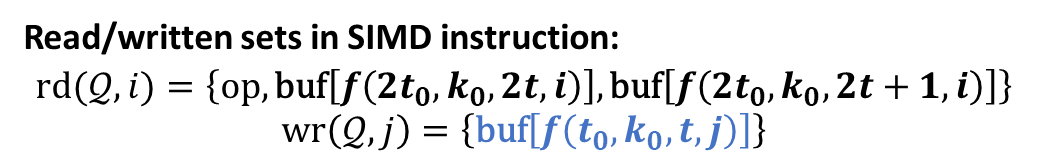 Read/written sets in SIMD instruction:
rd(𝒬, i) = {op, buf[f(2t₀, k₀, 2t, i)], buf[f(2t₀, k₀, 2t + 1, i)]}
wr(𝒬, j) = {buf[f(t₀, k₀, t, j)]}